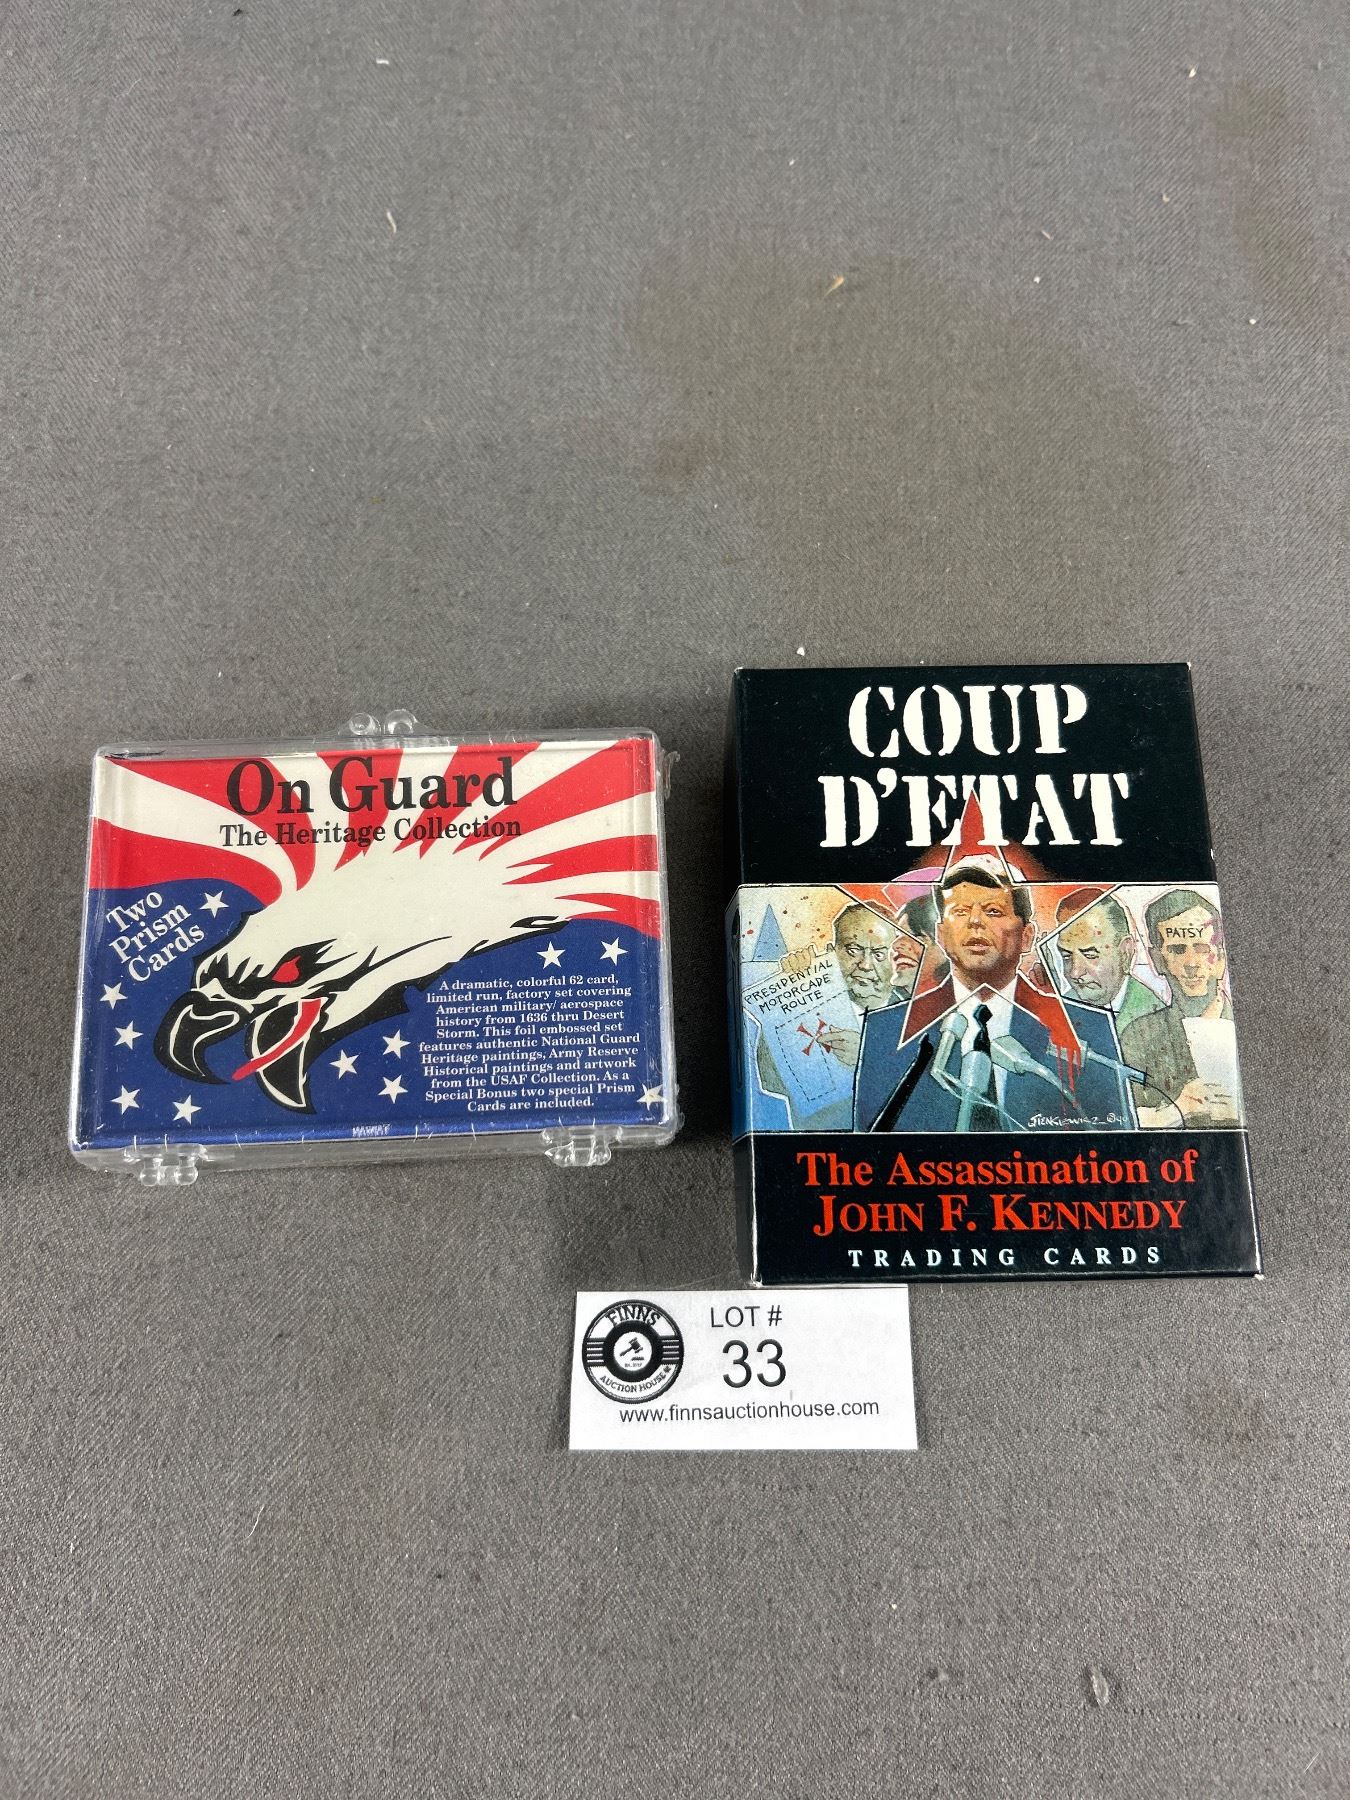 On Guard
The Heritage Collection
Two
Prism
Cards
A dramatic, colorful 62 card,
limited run, factory set covering
American military/ aerospace
history from 1636 thru Desert
Storm. This foil embossed set
features authentic National Guard
Heritage paintings, Army Reserve
Historical paintings and artwork
from the USAF Collection. As a
Special Bonus two special Prism
Cards are included.
COUP
D'ETAT
PRESIDENTIAL
MOTORCADE
ROUTE
PATSY
SIENKIEWICZ
The Assassination of
JOHN F. KENNEDY
TRADING CARDS
FINNS
AUCTION HOUSE
LOT #
33
www.finnsauctionhouse.com